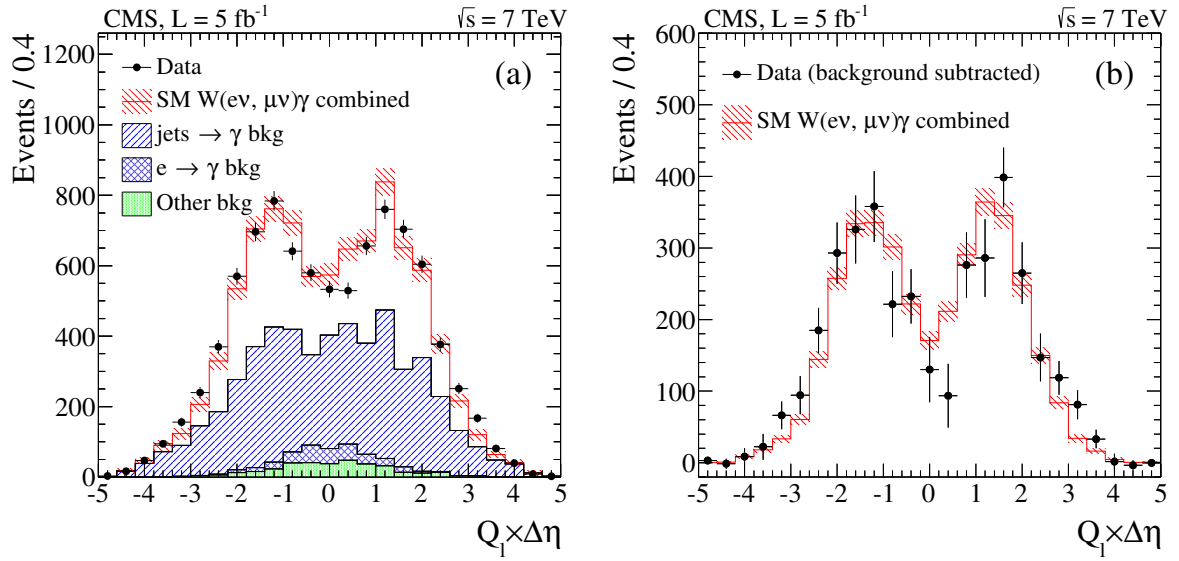 CMS, L = 5 fb⁻¹ √s = 7 TeV
Events / 0.4
1200
1000
800
600
400
200
0
(a)
Data
SM W(eν, μν)γ combined
jets → γ bkg
e → γ bkg
Other bkg
-5 -4 -3 -2 -1 0 1 2 3 4 5
Q_l×Δη
CMS, L = 5 fb⁻¹ √s = 7 TeV
Events / 0.4
600
500
400
300
200
100
0
(b)
Data (background subtracted)
SM W(eν, μν)γ combined
-5 -4 -3 -2 -1 0 1 2 3 4 5
Q_l×Δη